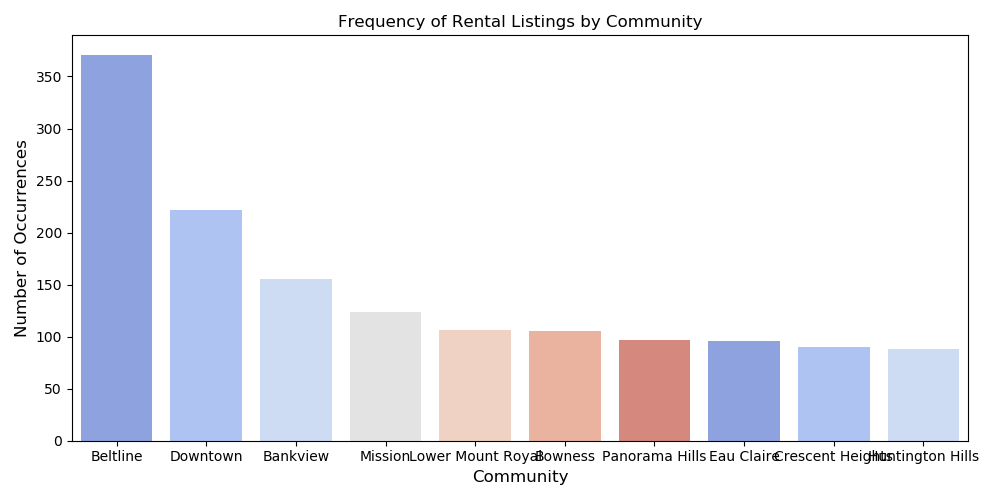 Frequency of Rental Listings by Community
Number of Occurrences
350
300
250
200
150
100
50
0
Beltline Downtown Bankview Mission Lower Mount Royal Bowness Panorama Hills Eau Claire Crescent Heights Huntington Hills
Community